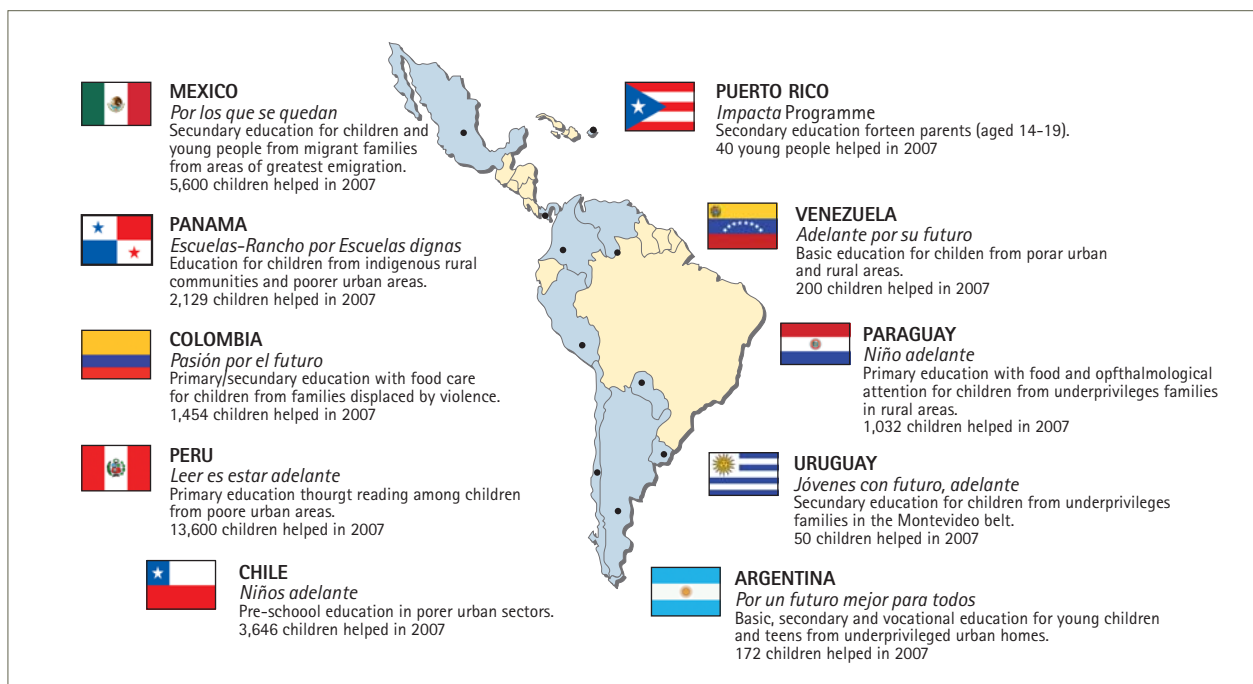 MEXICO
Por los que se quedan
Secundary education for children and
young people from migrant families
from areas of greatest emigration.
5,600 children helped in 2007
PANAMA
Escuelas-Rancho por Escuelas dignas
Education for children from indigenous rural
communities and poorer urban areas.
2,129 children helped in 2007
COLOMBIA
Pasión por el futuro
Primary/secundary education with food care
for children from families displaced by violence.
1,454 children helped in 2007
PERU
Leer es estar adelante
Primary education thourgt reading among children
from poore urban areas.
13,600 children helped in 2007
CHILE
Niños adelante
Pre-schoool education in porer urban sectors.
3,646 children helped in 2007
PUERTO RICO
Impacta Programme
Secondary education forteen parents (aged 14-19).
40 young people helped in 2007
VENEZUELA
Adelante por su futuro
Basic education for childen from porar urban
and rural areas.
200 children helped in 2007
PARAGUAY
Niño adelante
Primary education with food and opfthalmological
attention for children from underprivileges families
in rural areas.
1,032 children helped in 2007
URUGUAY
Jóvenes con futuro, adelante
Secundary education for children from underprivileges
families in the Montevideo belt.
50 children helped in 2007
ARGENTINA
Por un futuro mejor para todos
Basic, secundary and vocational education for young children
and teens from underprivileged urban homes.
172 children helped in 2007